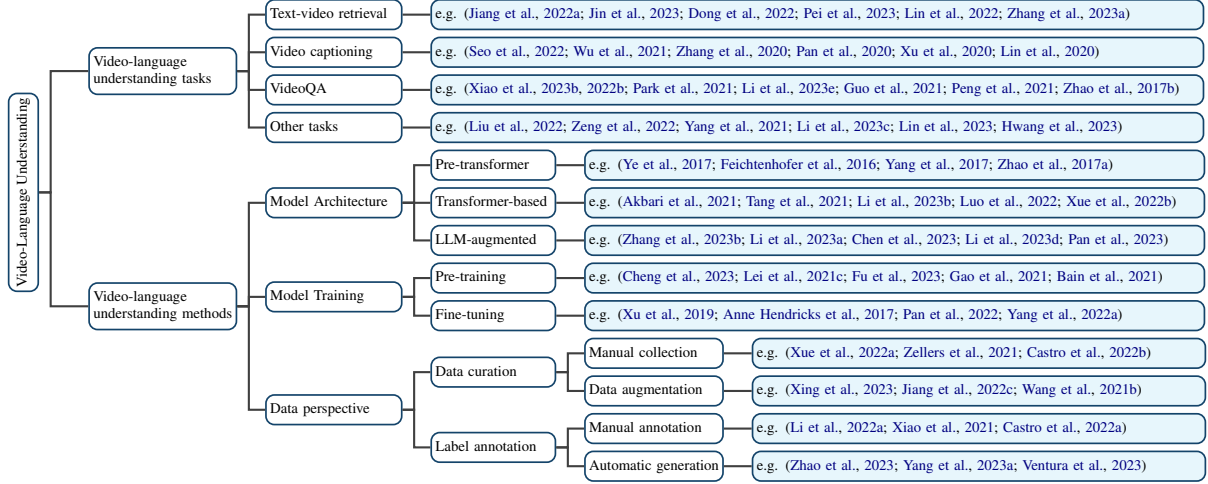 Video-Language Understanding
Video-language
understanding tasks
Text-video retrieval
e.g. (Jiang et al., 2022a; Jin et al., 2023; Dong et al., 2022; Pei et al., 2023; Lin et al., 2022; Zhang et al., 2023a)
Video captioning
e.g. (Seo et al., 2022; Wu et al., 2021; Zhang et al., 2020; Pan et al., 2020; Xu et al., 2020; Lin et al., 2020)
VideoQA
e.g. (Xiao et al., 2023b, 2022b; Park et al., 2021; Li et al., 2023e; Guo et al., 2021; Peng et al., 2021; Zhao et al., 2017b)
Other tasks
e.g. (Liu et al., 2022; Zeng et al., 2022; Yang et al., 2021; Li et al., 2023c; Lin et al., 2023; Hwang et al., 2023)
Video-language
understanding methods
Model Architecture
Pre-transformer
e.g. (Ye et al., 2017; Feichtenhofer et al., 2016; Yang et al., 2017; Zhao et al., 2017a)
Transformer-based
e.g. (Akbari et al., 2021; Tang et al., 2021; Li et al., 2023b; Luo et al., 2022; Xue et al., 2022b)
LLM-augmented
e.g. (Zhang et al., 2023b; Li et al., 2023a; Chen et al., 2023; Li et al., 2023d; Pan et al., 2023)
Model Training
Pre-training
e.g. (Cheng et al., 2023; Lei et al., 2021c; Fu et al., 2023; Gao et al., 2021; Bain et al., 2021)
Fine-tuning
e.g. (Xu et al., 2019; Anne Hendricks et al., 2017; Pan et al., 2022; Yang et al., 2022a)
Data perspective
Data curation
Manual collection
e.g. (Xue et al., 2022a; Zellers et al., 2021; Castro et al., 2022b)
Data augmentation
e.g. (Xing et al., 2023; Jiang et al., 2022c; Wang et al., 2021b)
Label annotation
Manual annotation
e.g. (Li et al., 2022a; Xiao et al., 2021; Castro et al., 2022a)
Automatic generation
e.g. (Zhao et al., 2023; Yang et al., 2023a; Ventura et al., 2023)